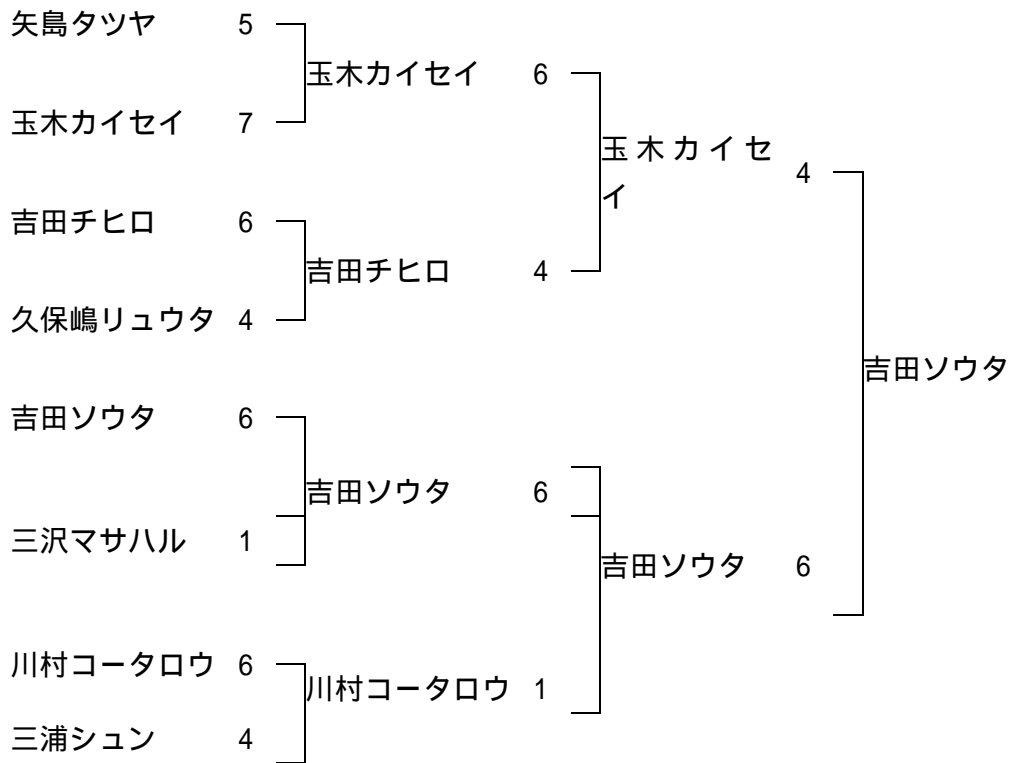 矢島タツヤ 5
玉木カイセイ 6
玉木カイセイ 7
玉木カイセ
イ
4
吉田チヒロ 6
吉田チヒロ 4
久保嶋リュウタ 4
吉田ソウタ
吉田ソウタ 6
吉田ソウタ 6
三沢マサハル 1
吉田ソウタ 6
川村コータロウ 6
川村コータロウ 1
三浦シュン 4